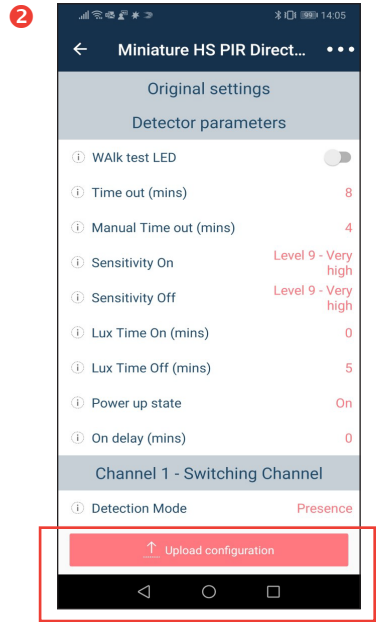 2
99 14:05
Miniature HS PIR Direct...
Original settings
Detector parameters
WAlk test LED
Time out (mins) 8
Manual Time out (mins) 4
Sensitivity On Level 9 - Very
high
Sensitivity Off Level 9 - Very
high
Lux Time On (mins) 0
Lux Time Off (mins) 5
Power up state On
On delay (mins) 0
Channel 1 - Switching Channel
Detection Mode Presence
Upload configuration